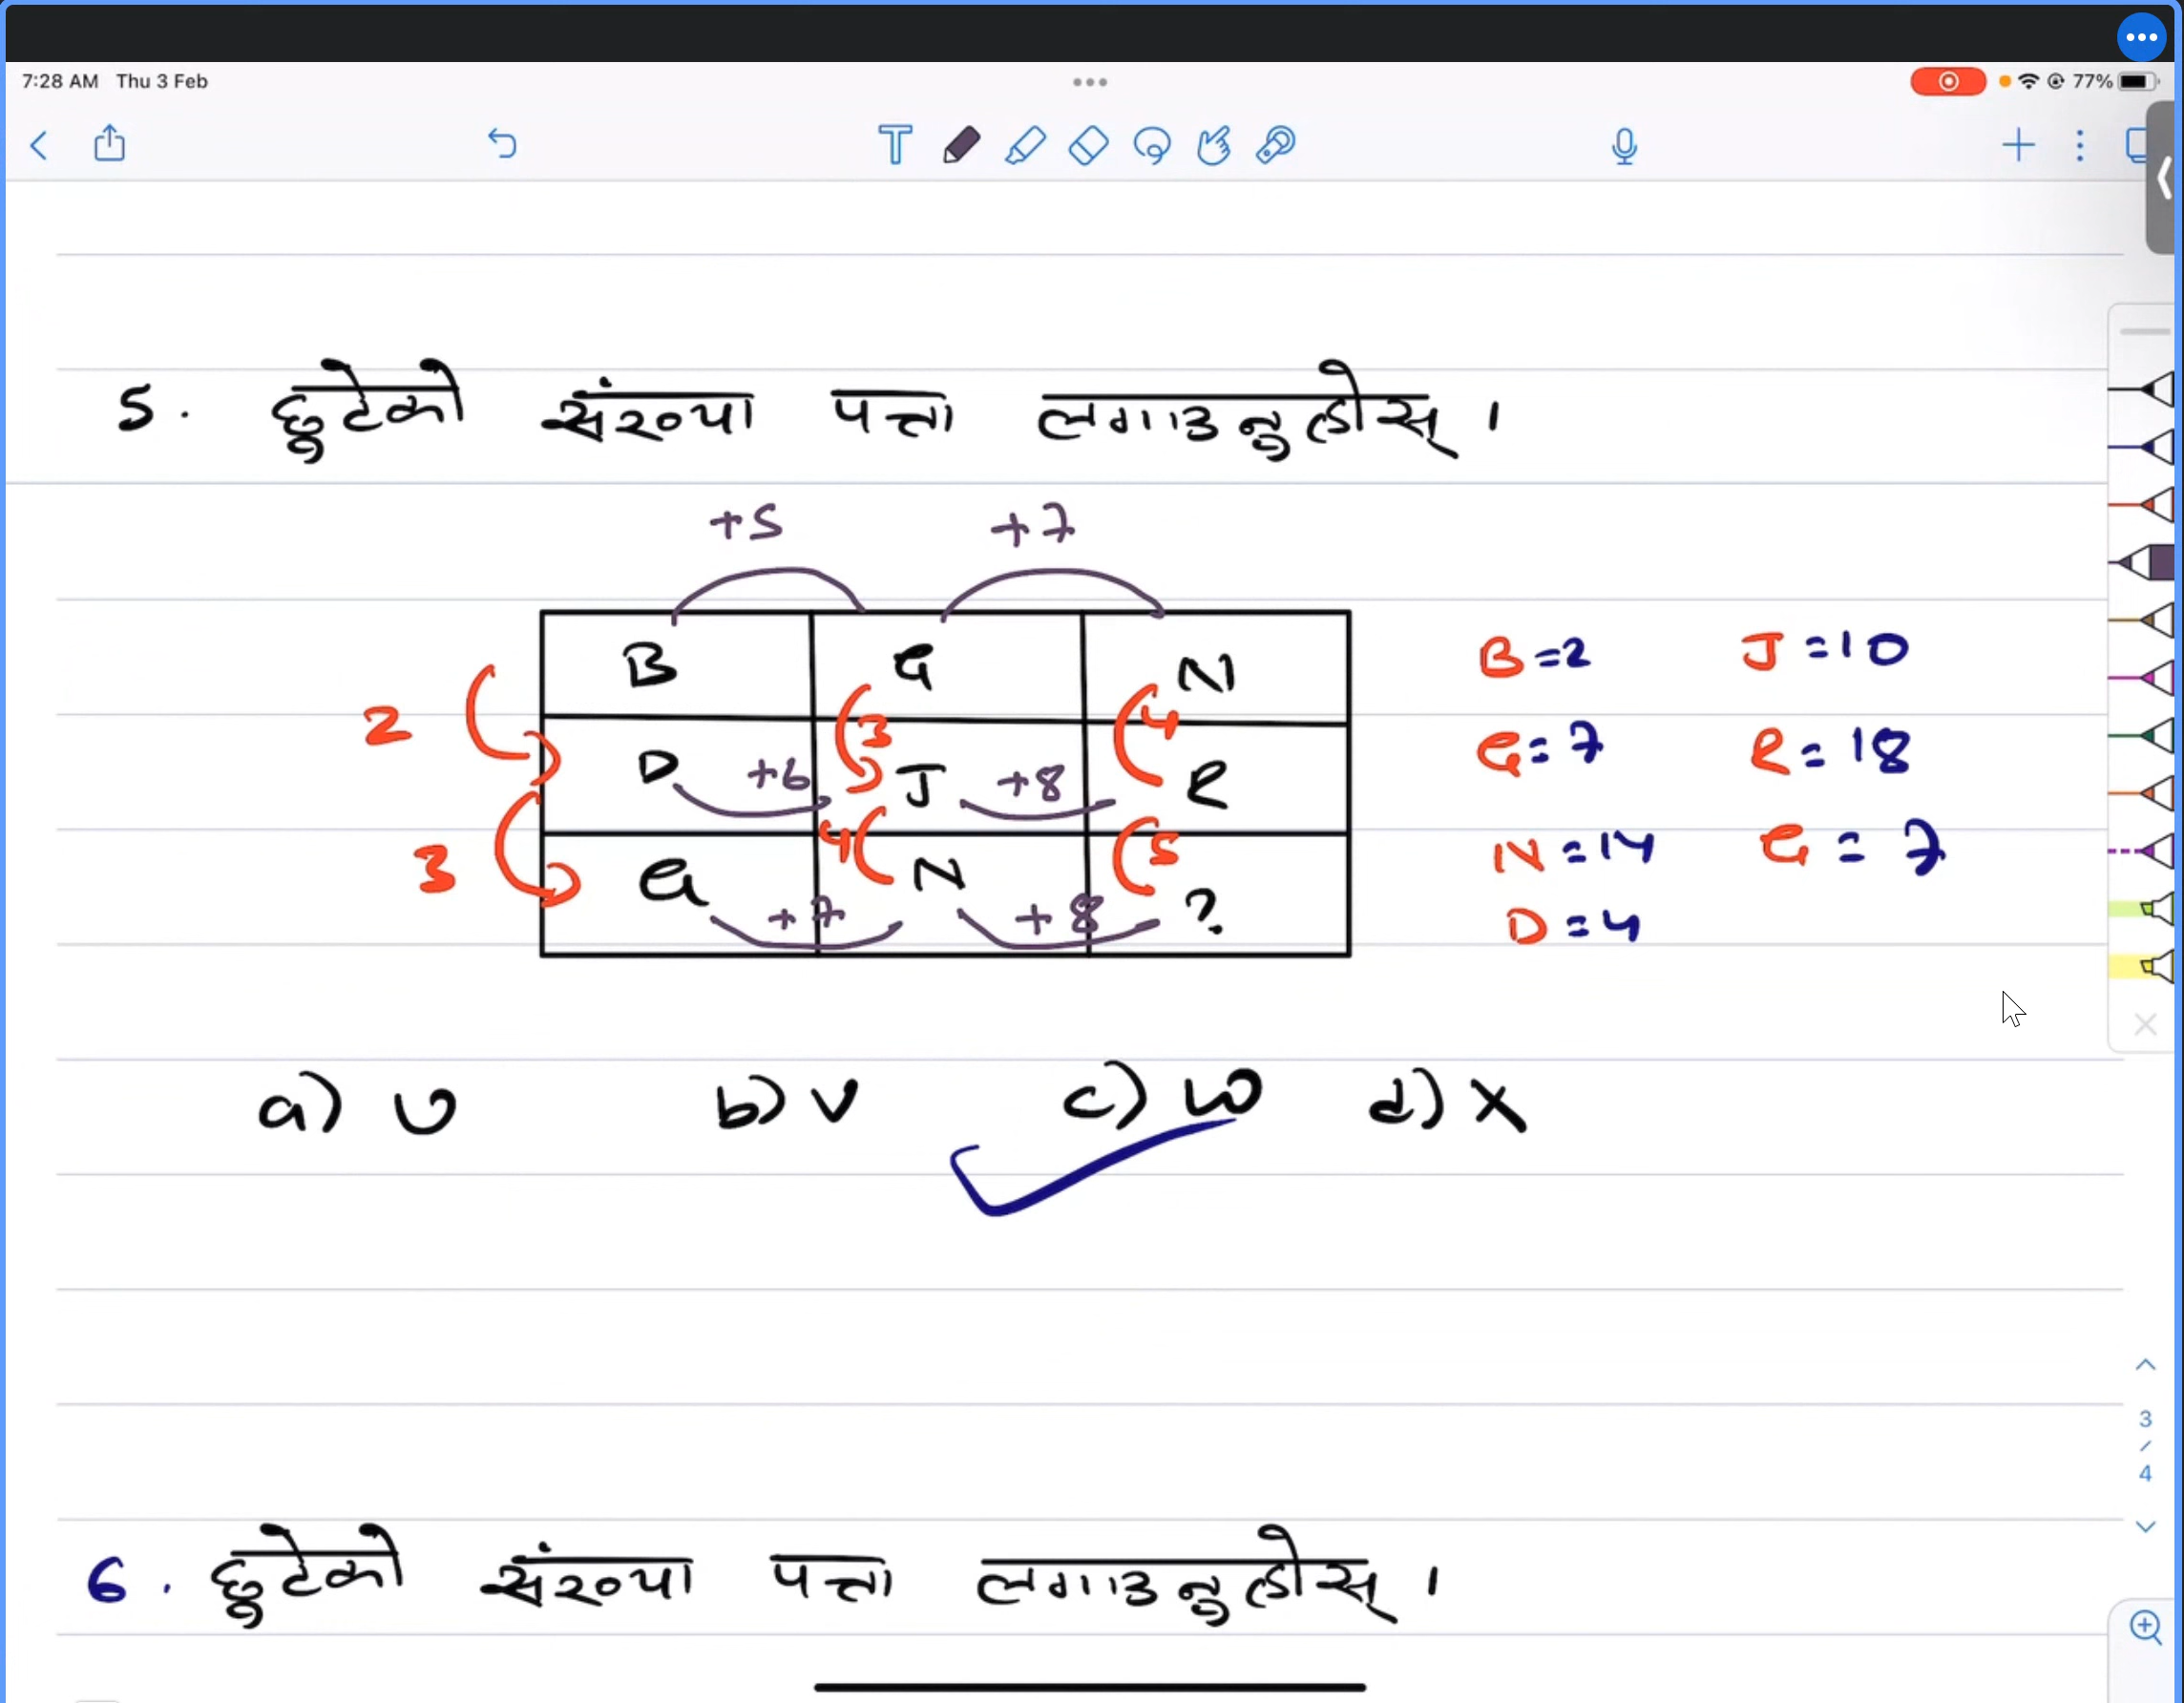 7:28 AM Thu 3 Feb 77%
5. छुटेको संख्या पत्ता लगाउनुहोस् ।
+5 +7
B G N B=2 J=10
2 3 4
D +6 J +8 R G=7 R=18
3 4 5 N=14 G=7
G +7 N +8 ? D=4
a) U b) V c) W d) X
3
/
4
6. छुटेको संख्या पत्ता लगाउनुहोस् ।